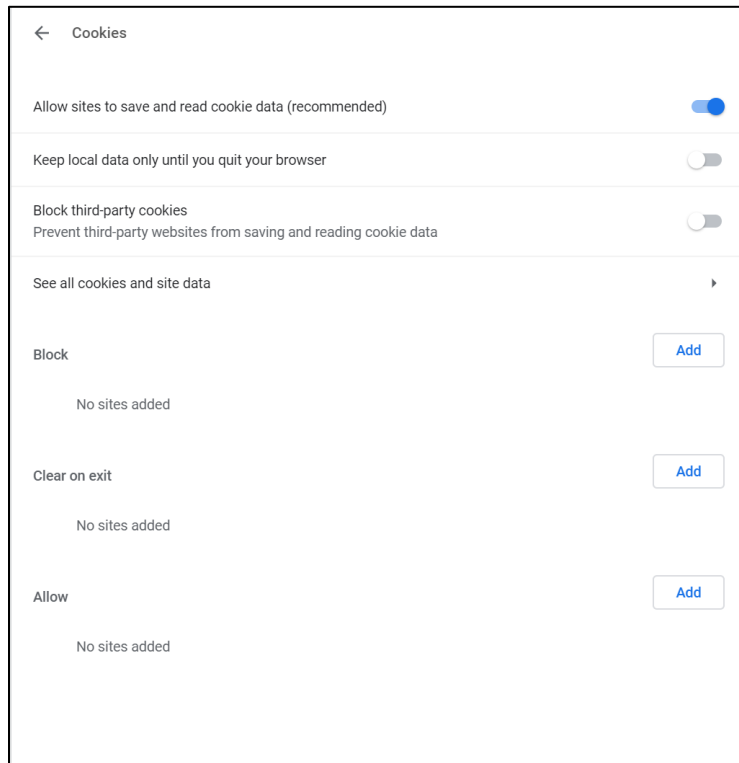 Cookies
Allow sites to save and read cookie data (recommended)
Keep local data only until you quit your browser
Block third-party cookies
Prevent third-party websites from saving and reading cookie data
See all cookies and site data
Block
Add
No sites added
Clear on exit
Add
No sites added
Allow
Add
No sites added